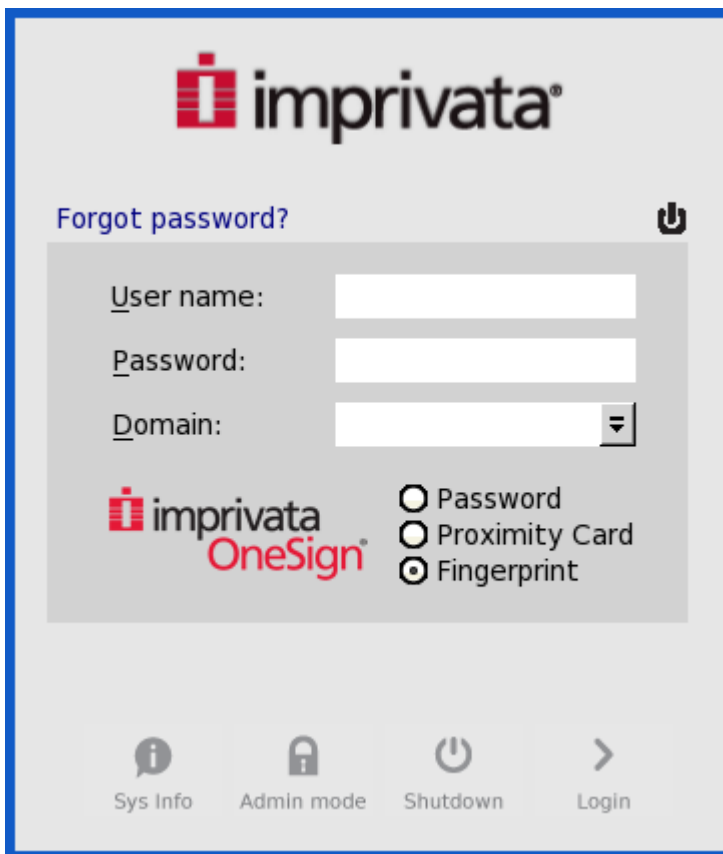 imprivata®
Forgot password?
User name:
Password:
Domain:
imprivata
OneSign®
Password
Proximity Card
Fingerprint
Sys Info
Admin mode
Shutdown
Login